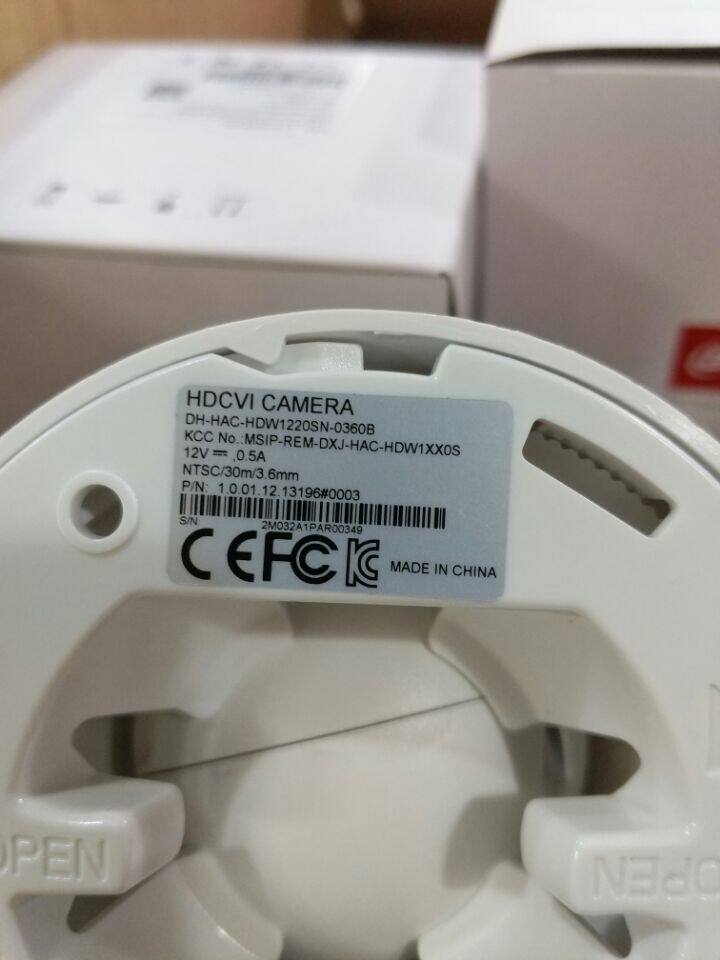 HDCVI CAMERA
DH-HAC-HDW1220SN-0360B
KCC No.:MSIP-REM-DXJ-HAC-HDW1XX0S
12V ⎓ ,0.5A
NTSC/30m/3.6mm
P/N: 1.0.01.12.13196#0003
S/N: 2M032A1PAR00349
CE FC KC MADE IN CHINA
OPEN
OPEN